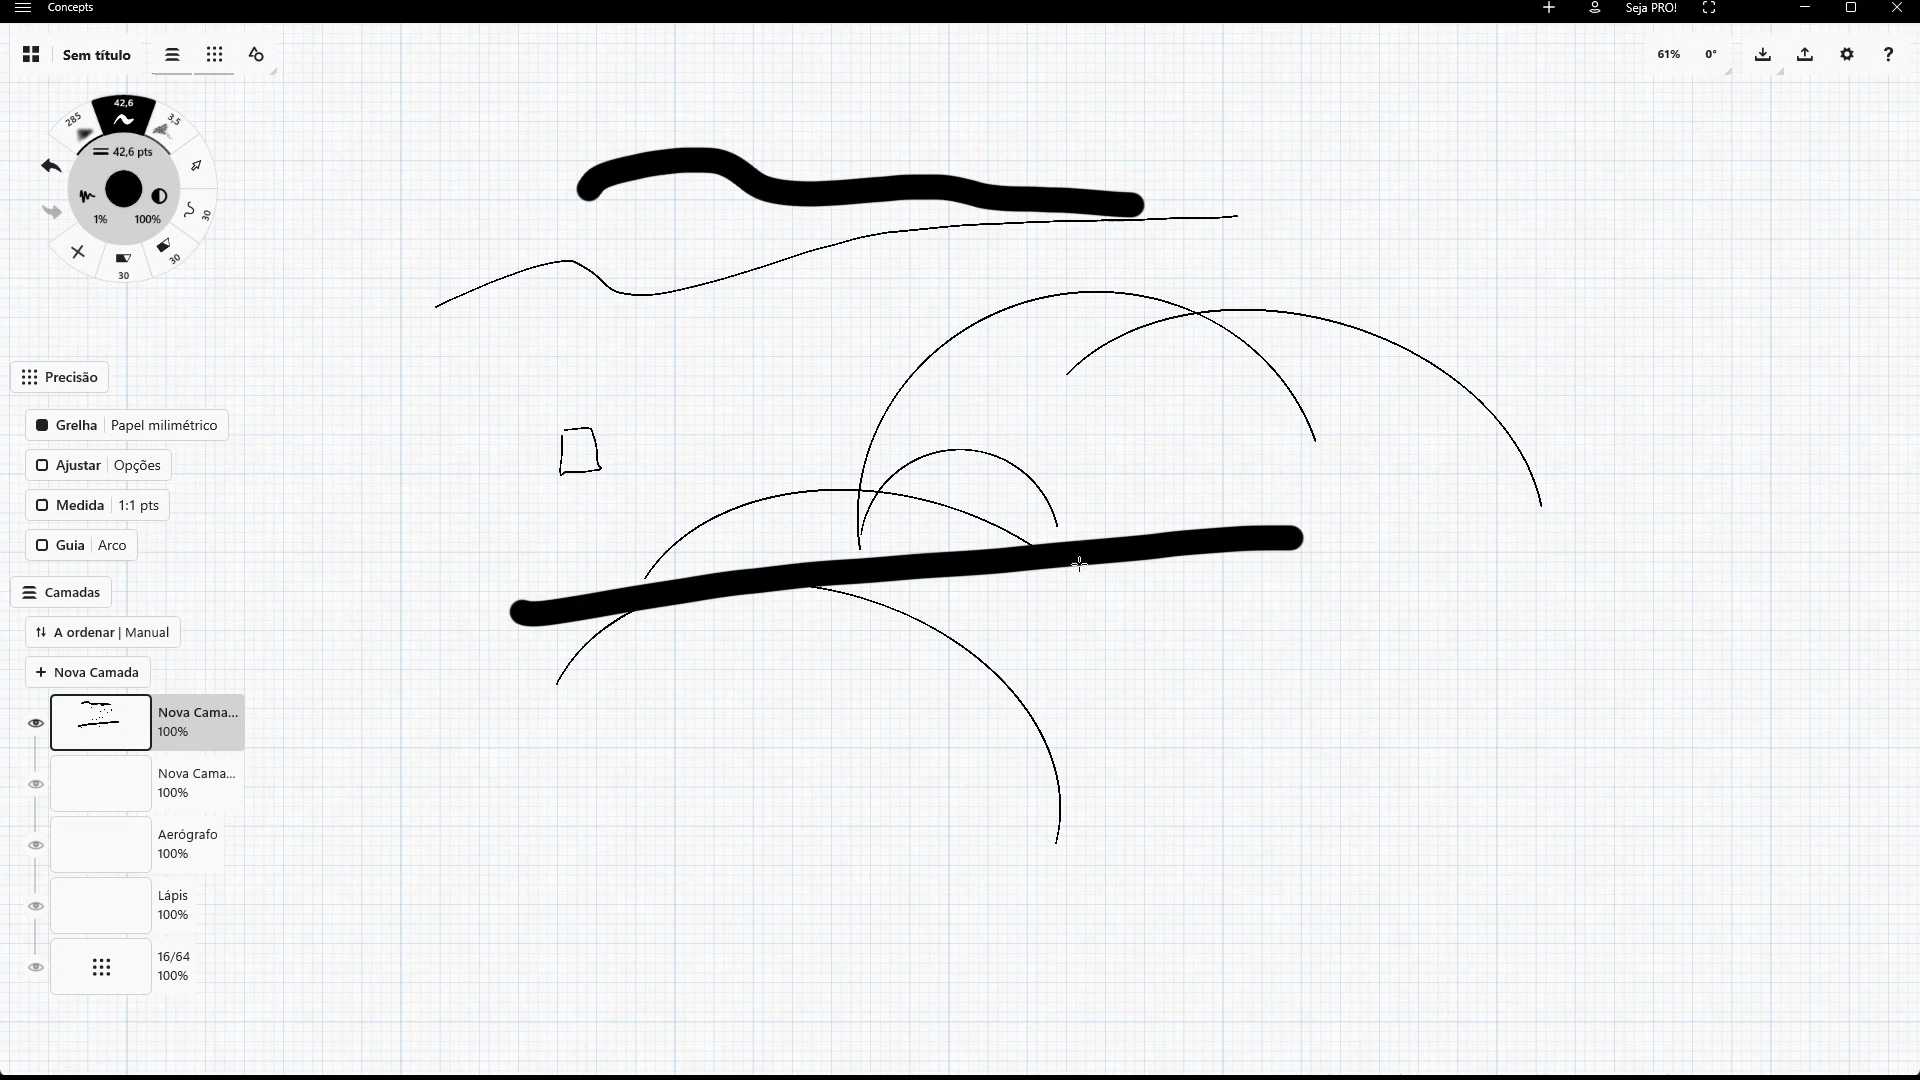 Concepts
Seja PRO!
Sem título
61%
0°
?
42,6
285
3,5
42,6 pts
1%
100%
30
30
30
Precisão
Grelha | Papel milimétrico
Ajustar | Opções
Medida | 1:1 pts
Guia | Arco
Camadas
A ordenar | Manual
+ Nova Camada
Nova Cama...
100%
Nova Cama...
100%
Aerógrafo
100%
Lápis
100%
16/64
100%